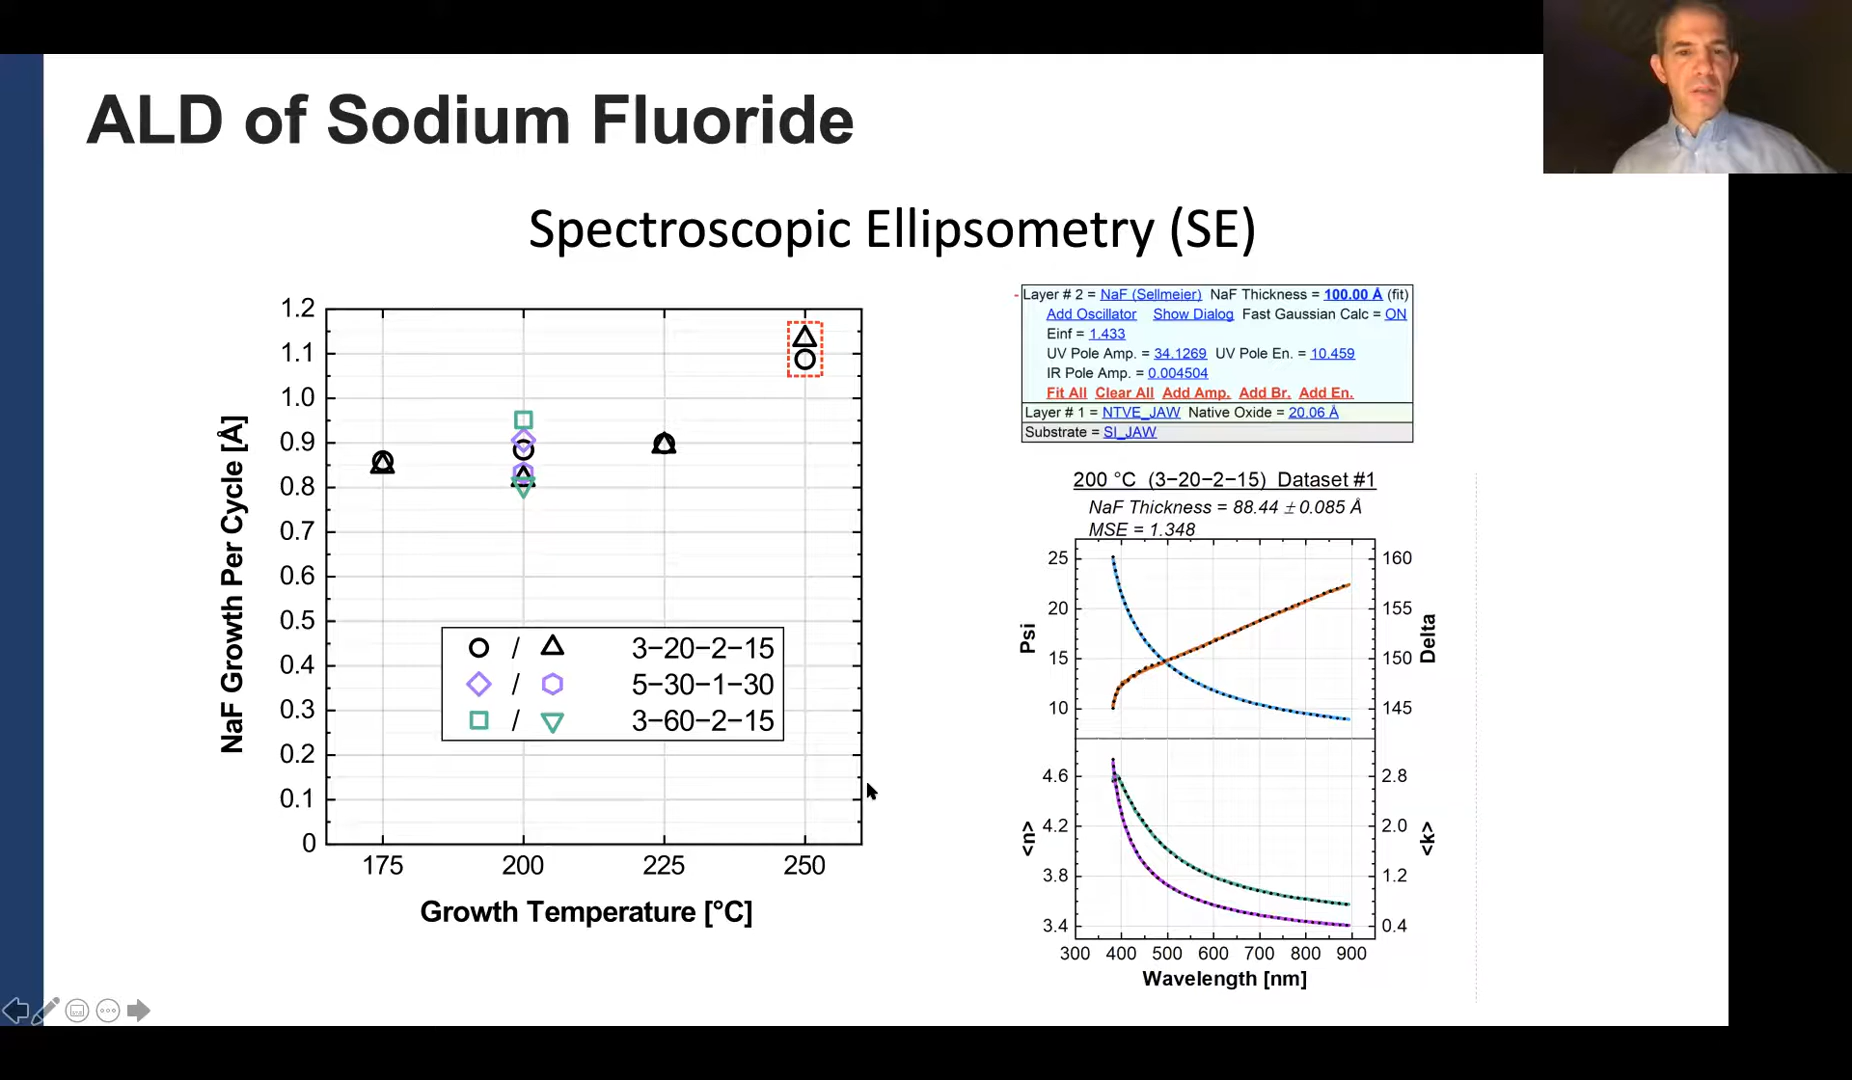 ALD of Sodium Fluoride
Spectroscopic Ellipsometry (SE)
1.2
1.1
1.0
0.9
0.8
0.7
0.6
0.5
0.4
0.3
0.2
0.1
0
NaF Growth Per Cycle [Å]
○ / △ 3−20−2−15
◇ / ⬡ 5−30−1−30
□ / ▽ 3−60−2−15
175 200 225 250
Growth Temperature [°C]
- Layer # 2 = NaF (Sellmeier) NaF Thickness = 100.00 Å (fit)
Add Oscillator Show Dialog Fast Gaussian Calc = ON
Einf = 1.433
UV Pole Amp. = 34.1269 UV Pole En. = 10.459
IR Pole Amp. = 0.004504
Fit All Clear All Add Amp. Add Br. Add En.
Layer # 1 = NTVE_JAW Native Oxide = 20.06 Å
Substrate = SI_JAW
200 °C (3−20−2−15) Dataset #1
NaF Thickness = 88.44 ± 0.085 Å
MSE = 1.348
25 160
20 155
15 150
10 145
Psi
Delta
4.6 2.8
4.2 2.0
3.8 1.2
3.4 0.4
<n>
<k>
300 400 500 600 700 800 900
Wavelength [nm]